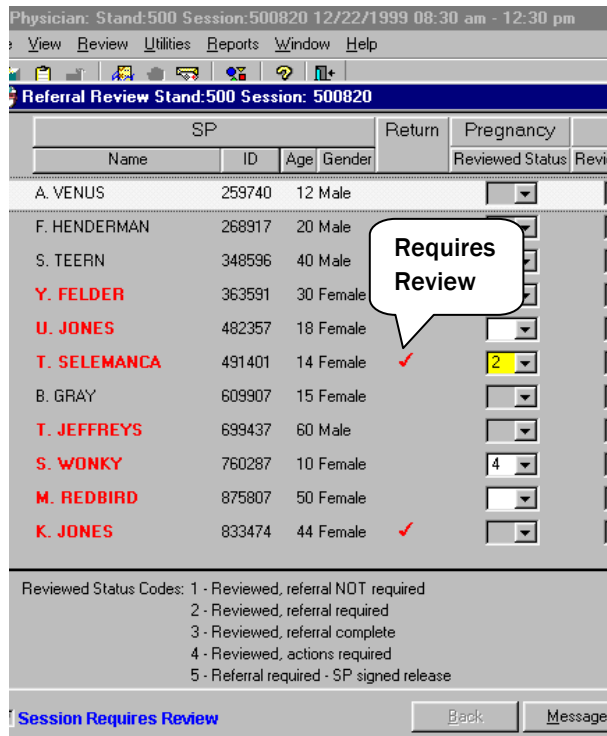 Physician: Stand:500 Session:500820 12/22/1999 08:30 am - 12:30 pm
View Review Utilities Reports Window Help
Referral Review Stand:500 Session: 500820
SP Return Pregnancy
Name ID Age Gender Reviewed Status
A. VENUS 259740 12 Male
F. HENDERMAN 268917 20 Male
S. TEERN 348596 40 Male
Requires
Review
Y. FELDER 363591 30 Female
U. JONES 482357 18 Female
T. SELEMANCA 491401 14 Female ✓ 2
B. GRAY 609907 15 Female
T. JEFFREYS 699437 60 Male
S. WONKY 760287 10 Female 4
M. REDBIRD 875807 50 Female
K. JONES 833474 44 Female ✓
Reviewed Status Codes: 1 - Reviewed, referral NOT required
2 - Reviewed, referral required
3 - Reviewed, referral complete
4 - Reviewed, actions required
5 - Referral required - SP signed release
Session Requires Review Back Message